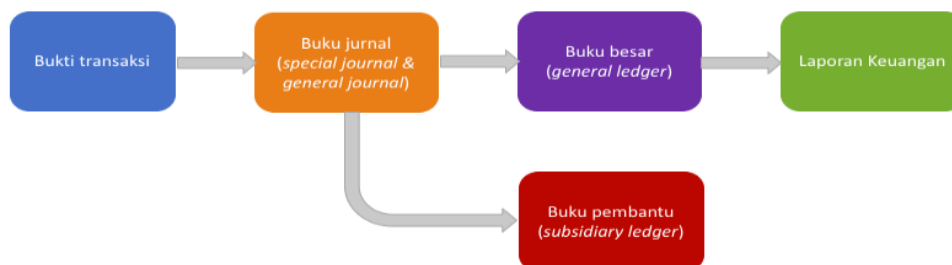 Bukti transaksi
Buku jurnal
(special journal &
general journal)
Buku besar
(general ledger)
Laporan Keuangan
Buku pembantu
(subsidiary ledger)